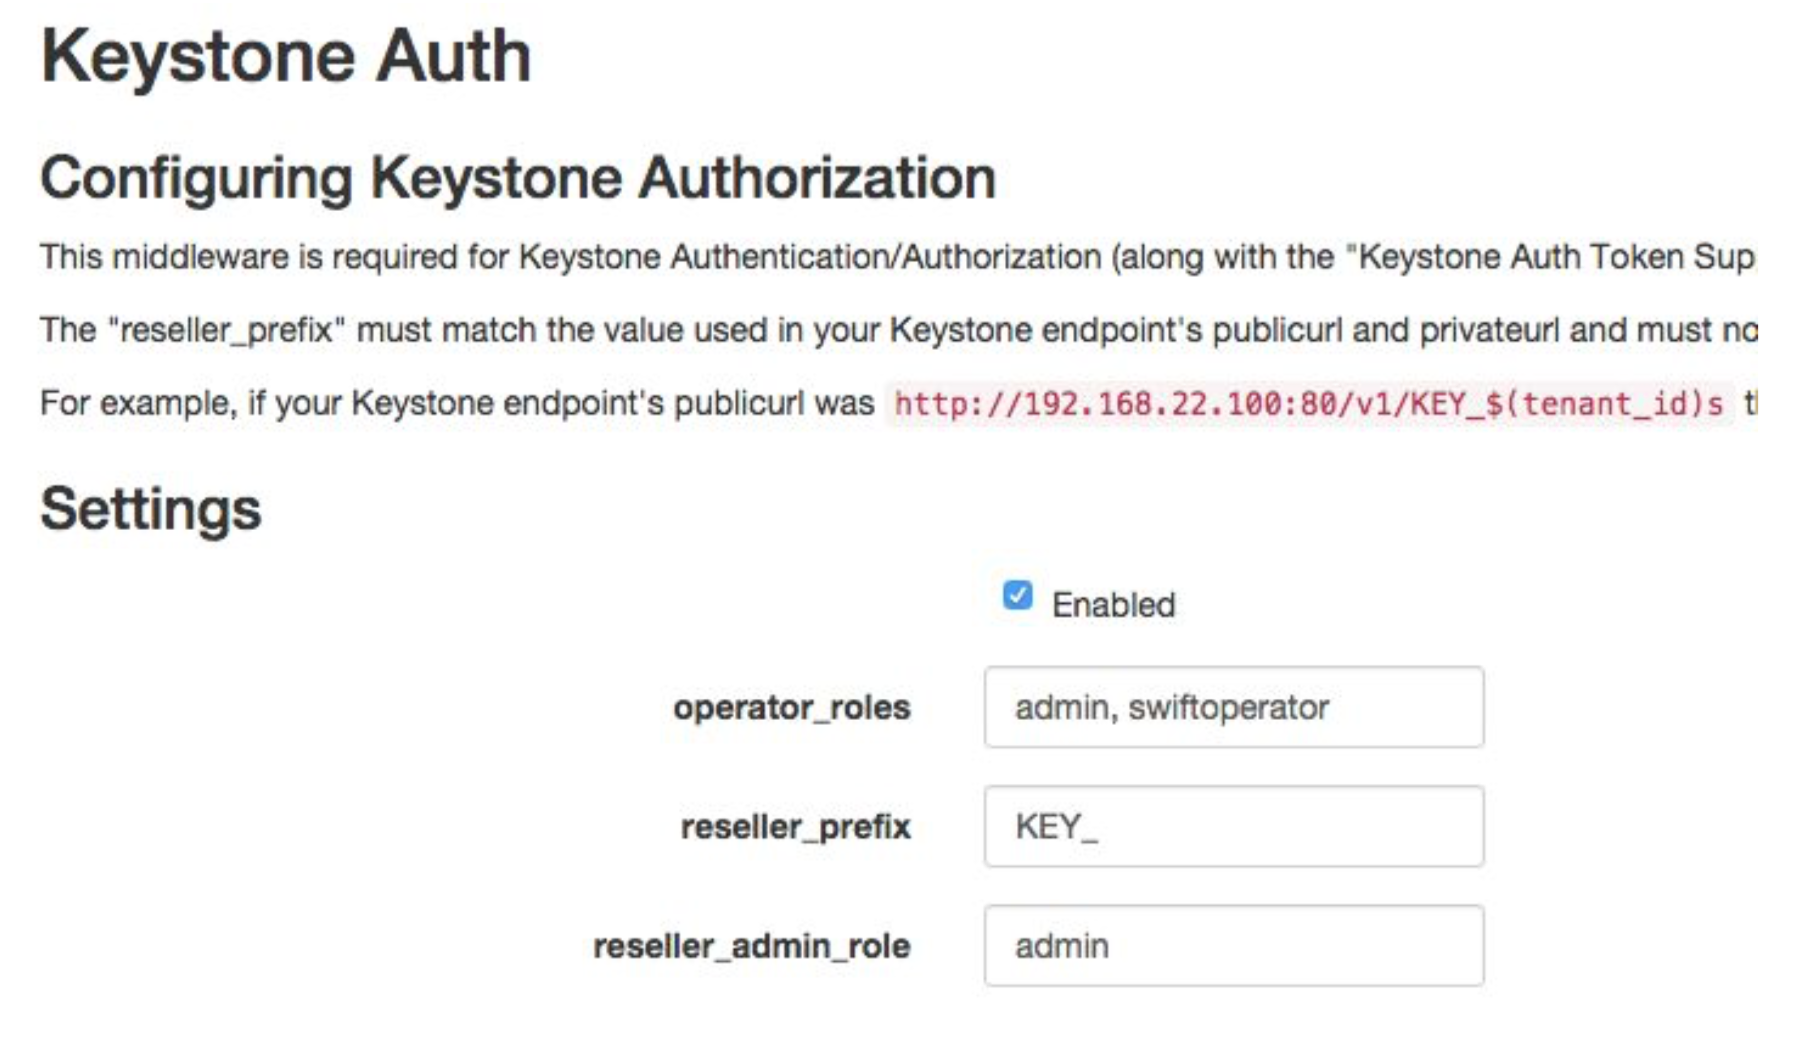 Keystone Auth
Configuring Keystone Authorization
This middleware is required for Keystone Authentication/Authorization (along with the "Keystone Auth Token Sup
The "reseller_prefix" must match the value used in your Keystone endpoint's publicurl and privateurl and must no
For example, if your Keystone endpoint's publicurl was http://192.168.22.100:80/v1/KEY_$(tenant_id)s t
Settings
Enabled
operator_roles admin, swiftoperator
reseller_prefix KEY_
reseller_admin_role admin